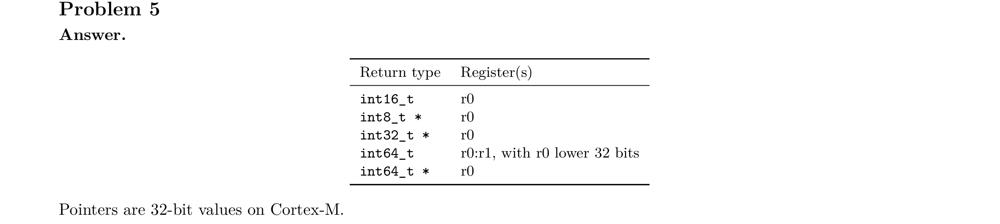 Problem 5
Answer.
Return type Register(s)
int16_t r0
int8_t * r0
int32_t * r0
int64_t r0:r1, with r0 lower 32 bits
int64_t * r0
Pointers are 32-bit values on Cortex-M.